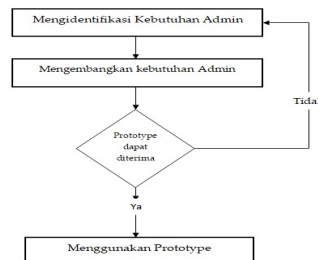 Mengidentifikasi Kebutuhan Admin
Mengembangkan kebutuhan Admin
Prototype
dapat
diterima
Tida
Ya
Menggunakan Prototype